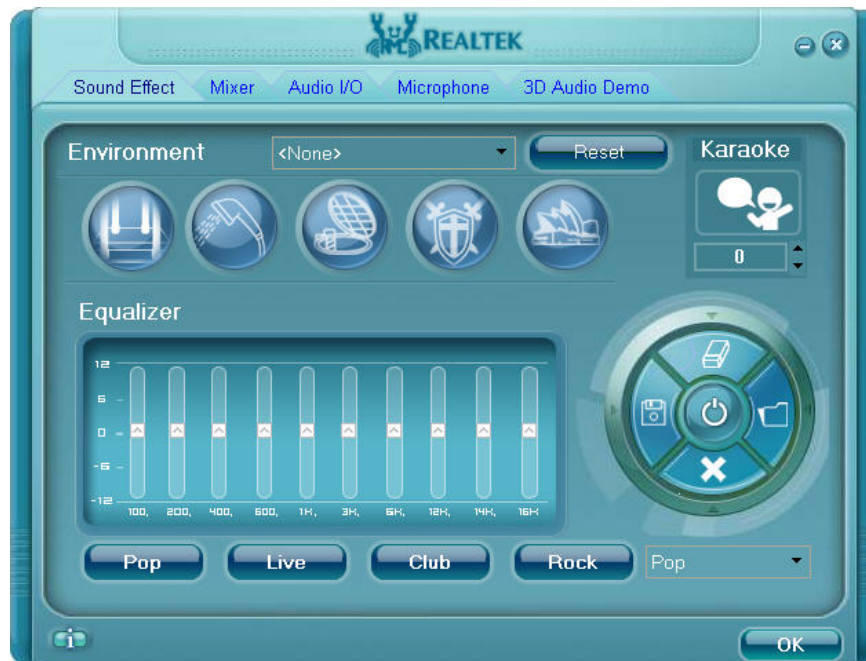 REALTEK
Sound Effect Mixer Audio I/O Microphone 3D Audio Demo
Environment <None> Reset Karaoke
0
Equalizer
12
6
0
-6
-12
100, 200, 400, 600, 1K, 3K, 6K, 12K, 14K, 16K
Pop Live Club Rock Pop
i
OK